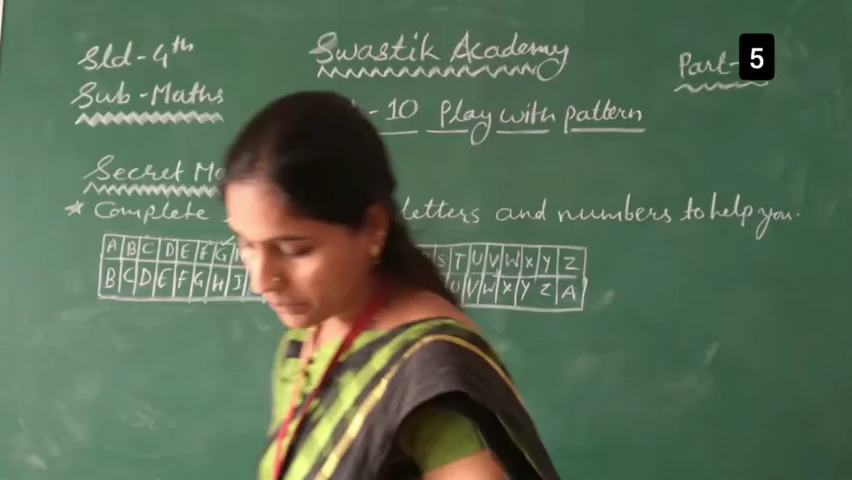 Std-4th
Swastik Academy
Part-5
Sub-Maths
-10 Play with pattern
Secret
* Complete letters and numbers to help you.
A B C D E F G S T U V W X Y Z
B C D E F G H I U V W X Y Z A